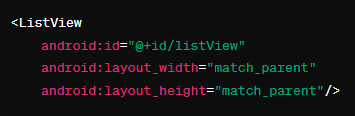 <ListView
    android:id="@+id/listView"
    android:layout_width="match_parent"
    android:layout_height="match_parent"/>